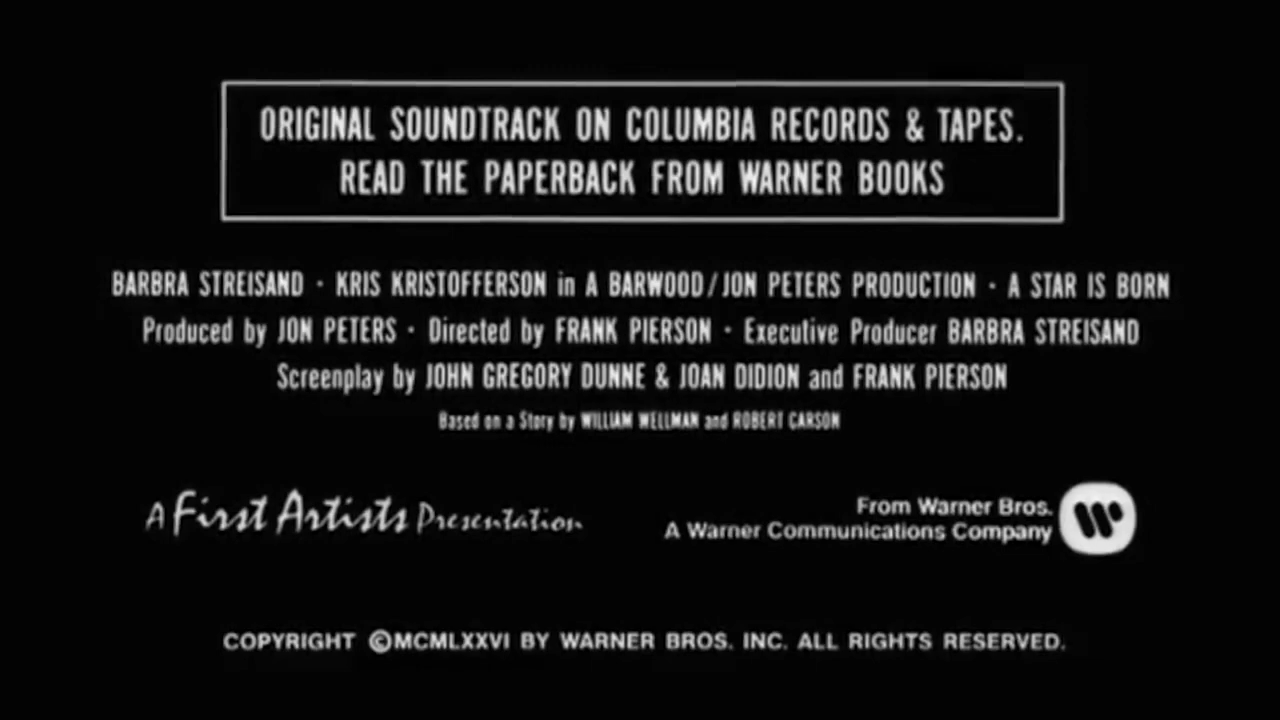 ORIGINAL SOUNDTRACK ON COLUMBIA RECORDS & TAPES.
READ THE PAPERBACK FROM WARNER BOOKS
BARBRA STREISAND · KRIS KRISTOFFERSON in A BARWOOD/JON PETERS PRODUCTION · A STAR IS BORN
Produced by JON PETERS · Directed by FRANK PIERSON · Executive Producer BARBRA STREISAND
Screenplay by JOHN GREGORY DUNNE & JOAN DIDION and FRANK PIERSON
Based on a Story by WILLIAM WELLMAN and ROBERT CARSON
A First Artists Presentation
From Warner Bros.
A Warner Communications Company
COPYRIGHT ©MCMLXXVI BY WARNER BROS. INC. ALL RIGHTS RESERVED.